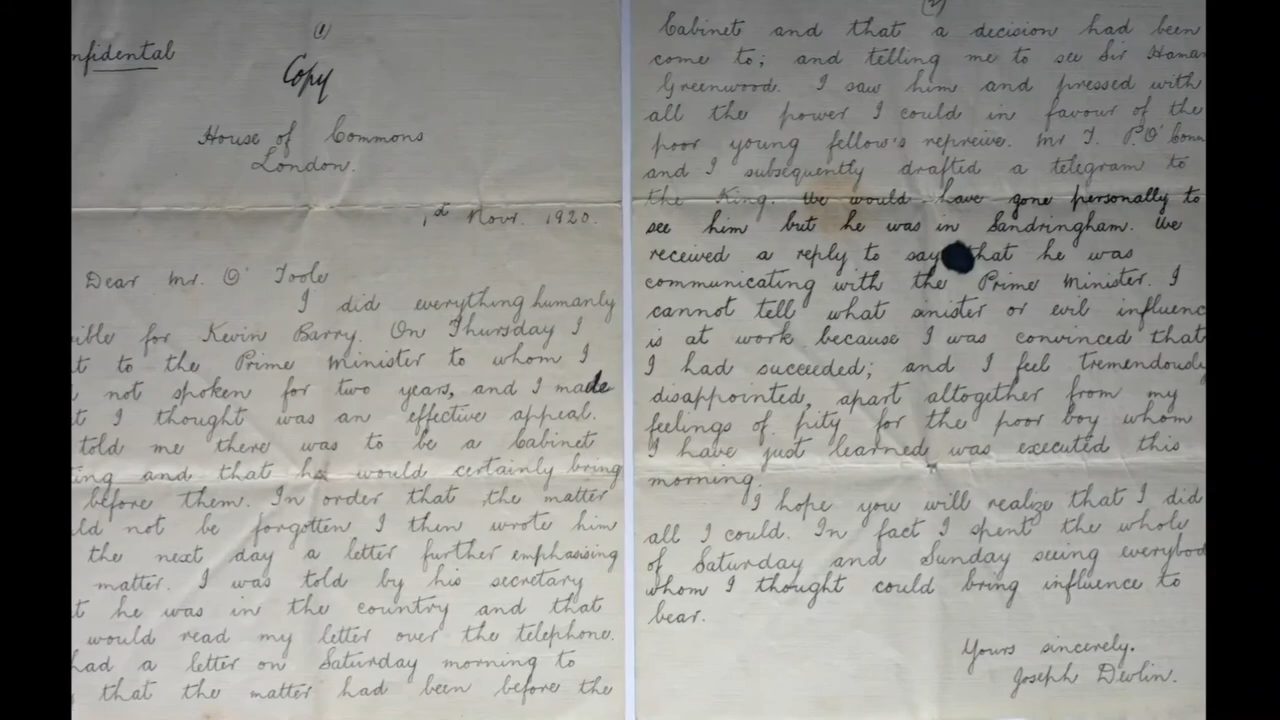 (1)
nfidental
Copy
House of Commons
London.
1st Novr. 1920.
Dear Mr. O' Toole
I did everything humanly
ible for Kevin Barry. On Thursday I
t to the Prime Minister to whom I
not spoken for two years, and I made
t I thought was an effective appeal.
told me there was to be a Cabinet
ing and that he would certainly bring
before them. In order that the matter
ld not be forgotten I then wrote him
the next day a letter further emphasising
matter. I was told by his secretary
t he was in the country and that
would read my letter over the telephone.
had a letter on Saturday morning to
that the matter had been before the
(2)
Cabinet and that a decision had been
come to; and telling me to see Sir Hamar
Greenwood. I saw him and pressed with
all the power I could in favour of the
poor young fellow's repreive. Mr T. P. O' Conn
and I subsequently drafted a telegram to
the King. We would have gone personally to
see him but he was in Sandringham. We
received a reply to say that he was
communicating with the Prime Minister. I
cannot tell what sinister or evil influenc
is at work because I was convinced that
I had succeeded; and I feel tremendously
disappointed, apart altogether from my
feelings of pity for the poor boy whom
I have just learned was executed this
morning.
I hope you will realize that I did
all I could. In fact I spent the whole
of Saturday and Sunday seeing everybod
whom I thought could bring influence to
bear.
Yours sincerely.
Joseph Devlin.